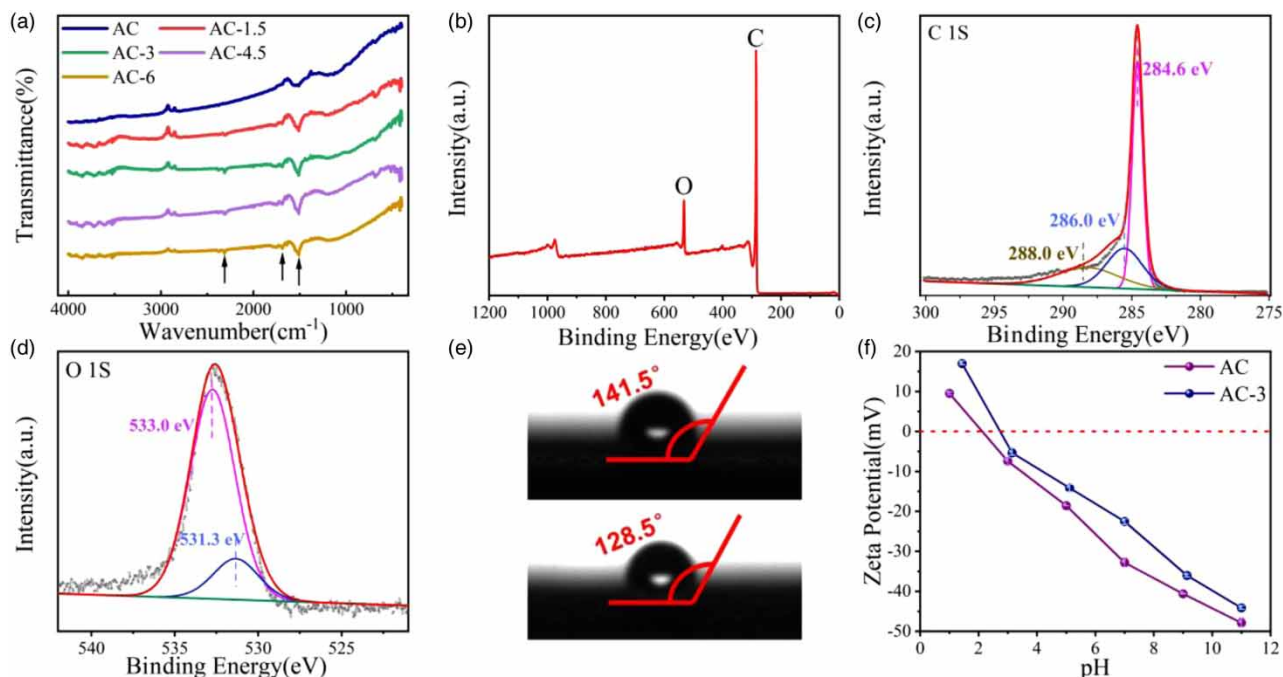 (a)
AC
AC-1.5
AC-3
AC-4.5
AC-6
Transmittance(%)
4000
3000
2000
1000
Wavenumber(cm⁻¹)
(b)
C
O
Intensity(a.u.)
1200
1000
800
600
400
200
0
Binding Energy(eV)
(c)
C 1S
284.6 eV
286.0 eV
288.0 eV
Intensity(a.u.)
300
295
290
285
280
275
Binding Energy(eV)
(d)
O 1S
533.0 eV
531.3 eV
Intensity(a.u.)
540
535
530
525
Binding Energy(eV)
(e)
141.5°
128.5°
(f)
AC
AC-3
Zeta Potential(mV)
20
10
0
-10
-20
-30
-40
-50
0
2
4
6
8
10
12
pH